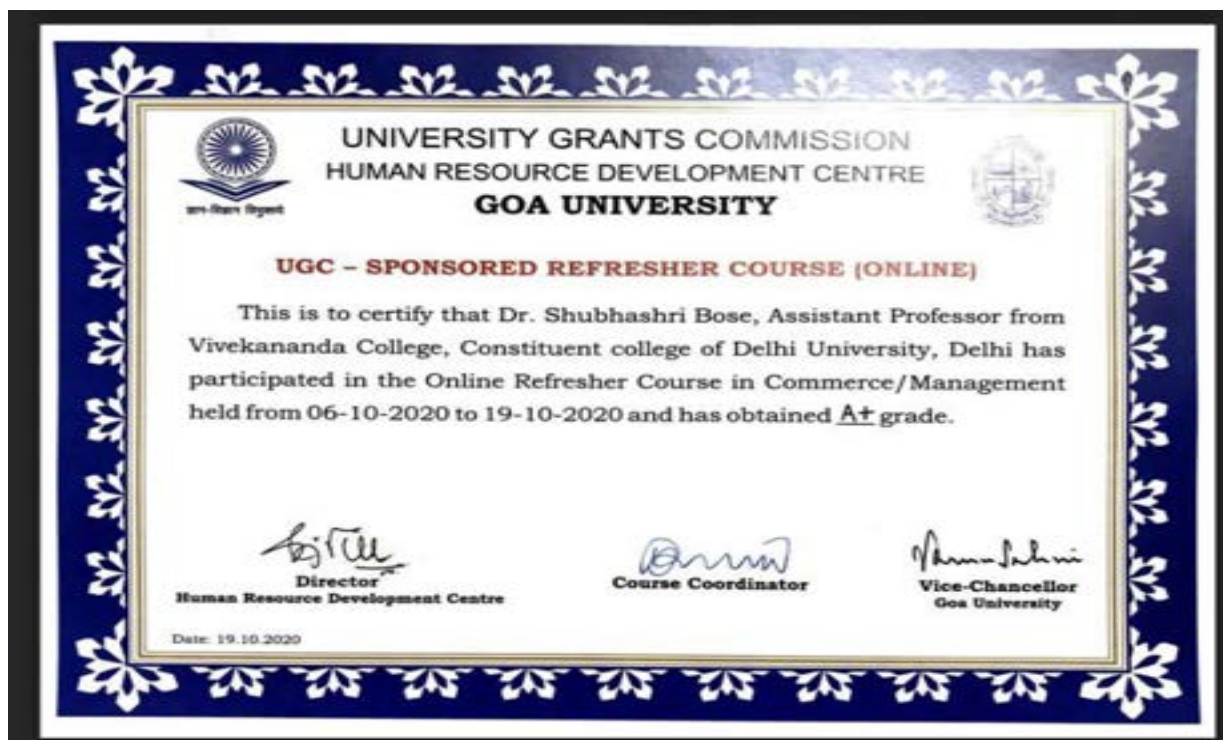 UNIVERSITY GRANTS COMMISSION
HUMAN RESOURCE DEVELOPMENT CENTRE
GOA UNIVERSITY
ज्ञान-विज्ञान विमुक्तये
UGC – SPONSORED REFRESHER COURSE (ONLINE)
This is to certify that Dr. Shubhashri Bose, Assistant Professor from
Vivekananda College, Constituent college of Delhi University, Delhi has
participated in the Online Refresher Course in Commerce/Management
held from 06-10-2020 to 19-10-2020 and has obtained A+ grade.
Director
Human Resource Development Centre
Course Coordinator
Vice-Chancellor
Goa University
Date: 19.10.2020